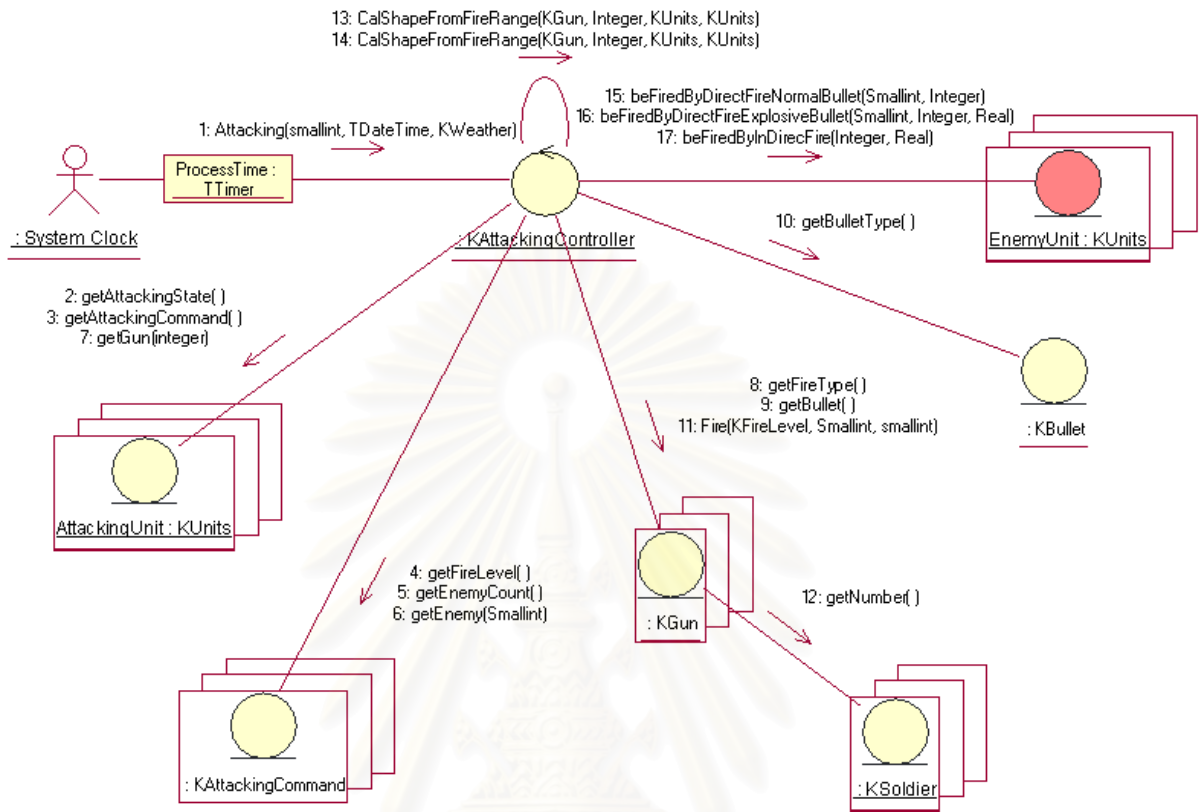 13: CalShapeFromFireRange(KGun, Integer, KUnits, KUnits)
14: CalShapeFromFireRange(KGun, Integer, KUnits, KUnits)
15: beFiredByDirectFireNormalBullet(Smallint, Integer)
16: beFiredByDirectFireExplosiveBullet(Smallint, Integer, Real)
17: beFiredByInDirecFire(Integer, Real)
1: Attacking(smallint, TDateTime, KWeather)
ProcessTime :
TTimer
: System Clock
: KAttackingController
EnemyUnit : KUnits
10: getBulletType( )
2: getAttackingState( )
3: getAttackingCommand( )
7: getGun(integer)
8: getFireType( )
9: getBullet( )
11: Fire(KFireLevel, Smallint, smallint)
: KBullet
AttackingUnit : KUnits
4: getFireLevel( )
5: getEnemyCount( )
6: getEnemy(Smallint)
12: getNumber( )
: KGun
: KAttackingCommand
: KSoldier